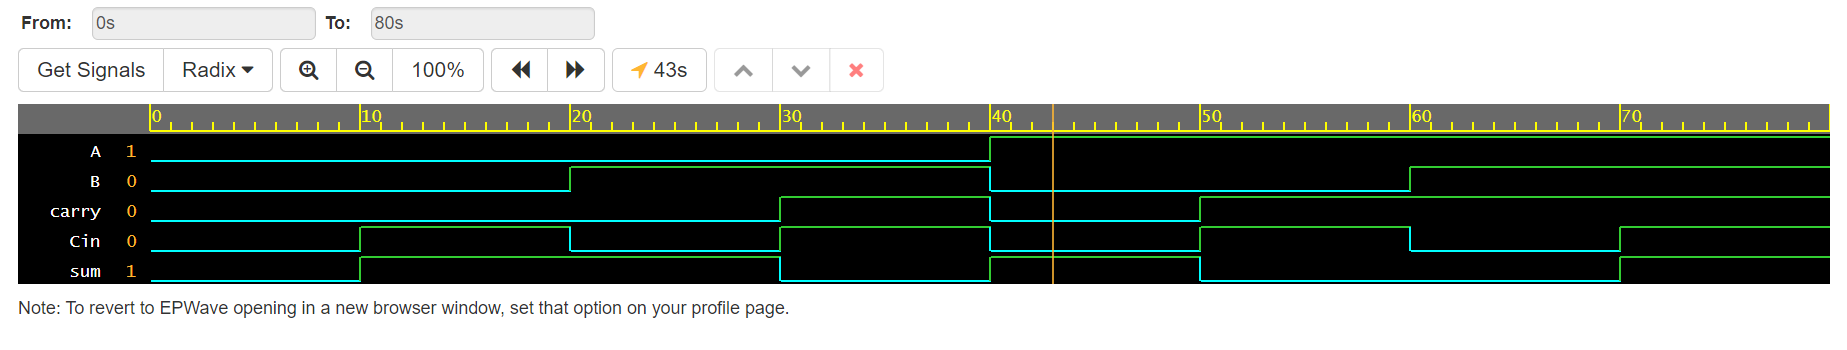 From: 0s To: 80s
Get Signals Radix 100% 43s
0 10 20 30 40 50 60 70
A 1
B 0
carry 0
Cin 0
sum 1
Note: To revert to EPWave opening in a new browser window, set that option on your profile page.